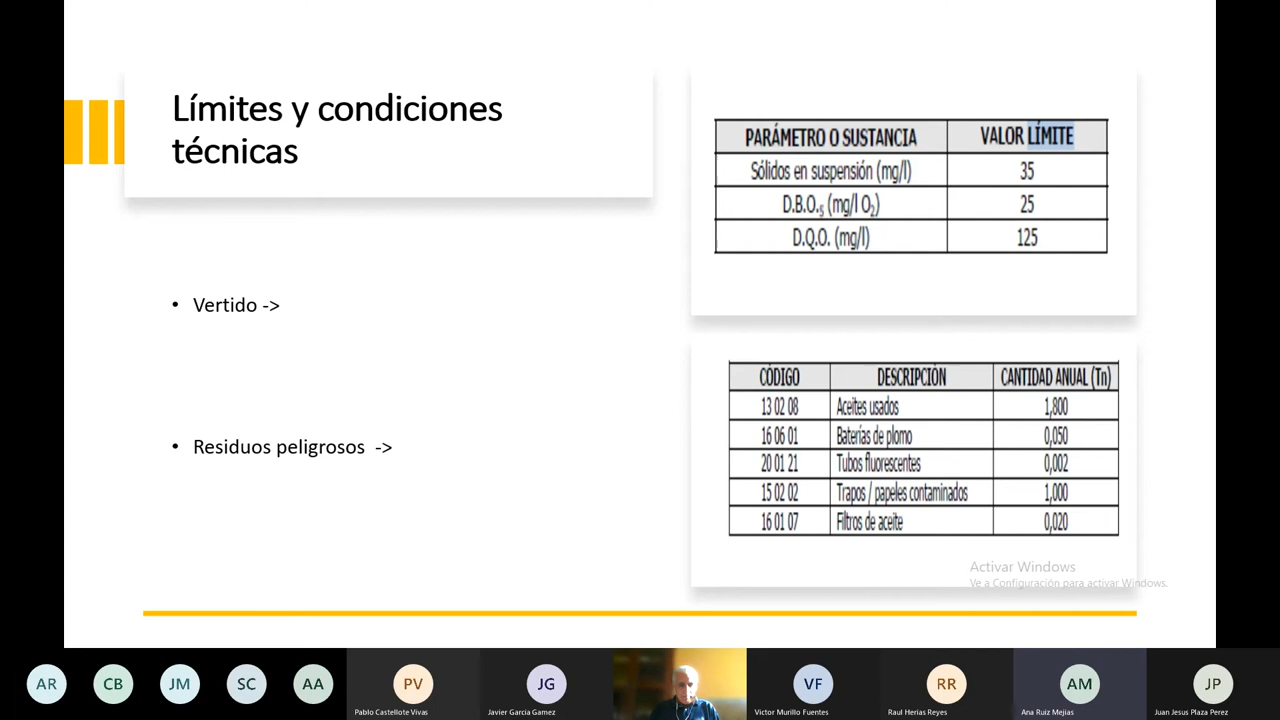 Límites y condiciones
técnicas
PARÁMETRO O SUSTANCIA VALOR LÍMITE
Sólidos en suspensión (mg/l) 35
D.B.O.₅ (mg/l O₂) 25
D.Q.O. (mg/l) 125
• Vertido ->
• Residuos peligrosos ->
CÓDIGO DESCRIPCIÓN CANTIDAD ANUAL (Tn)
13 02 08 Aceites usados 1,800
16 06 01 Baterías de plomo 0,050
20 01 21 Tubos fluorescentes 0,002
15 02 02 Trapos / papeles contaminados 1,000
16 01 07 Filtros de aceite 0,020
Activar Windows
Ve a Configuración para activar Windows.
AR CB JM SC AA PV JG VF RR AM JP
Pablo Castellote Vivas Javier García Gamez Victor Murillo Fuentes Raul Herias Reyes Ana Ruiz Mejias Juan Jesus Plaza Perez